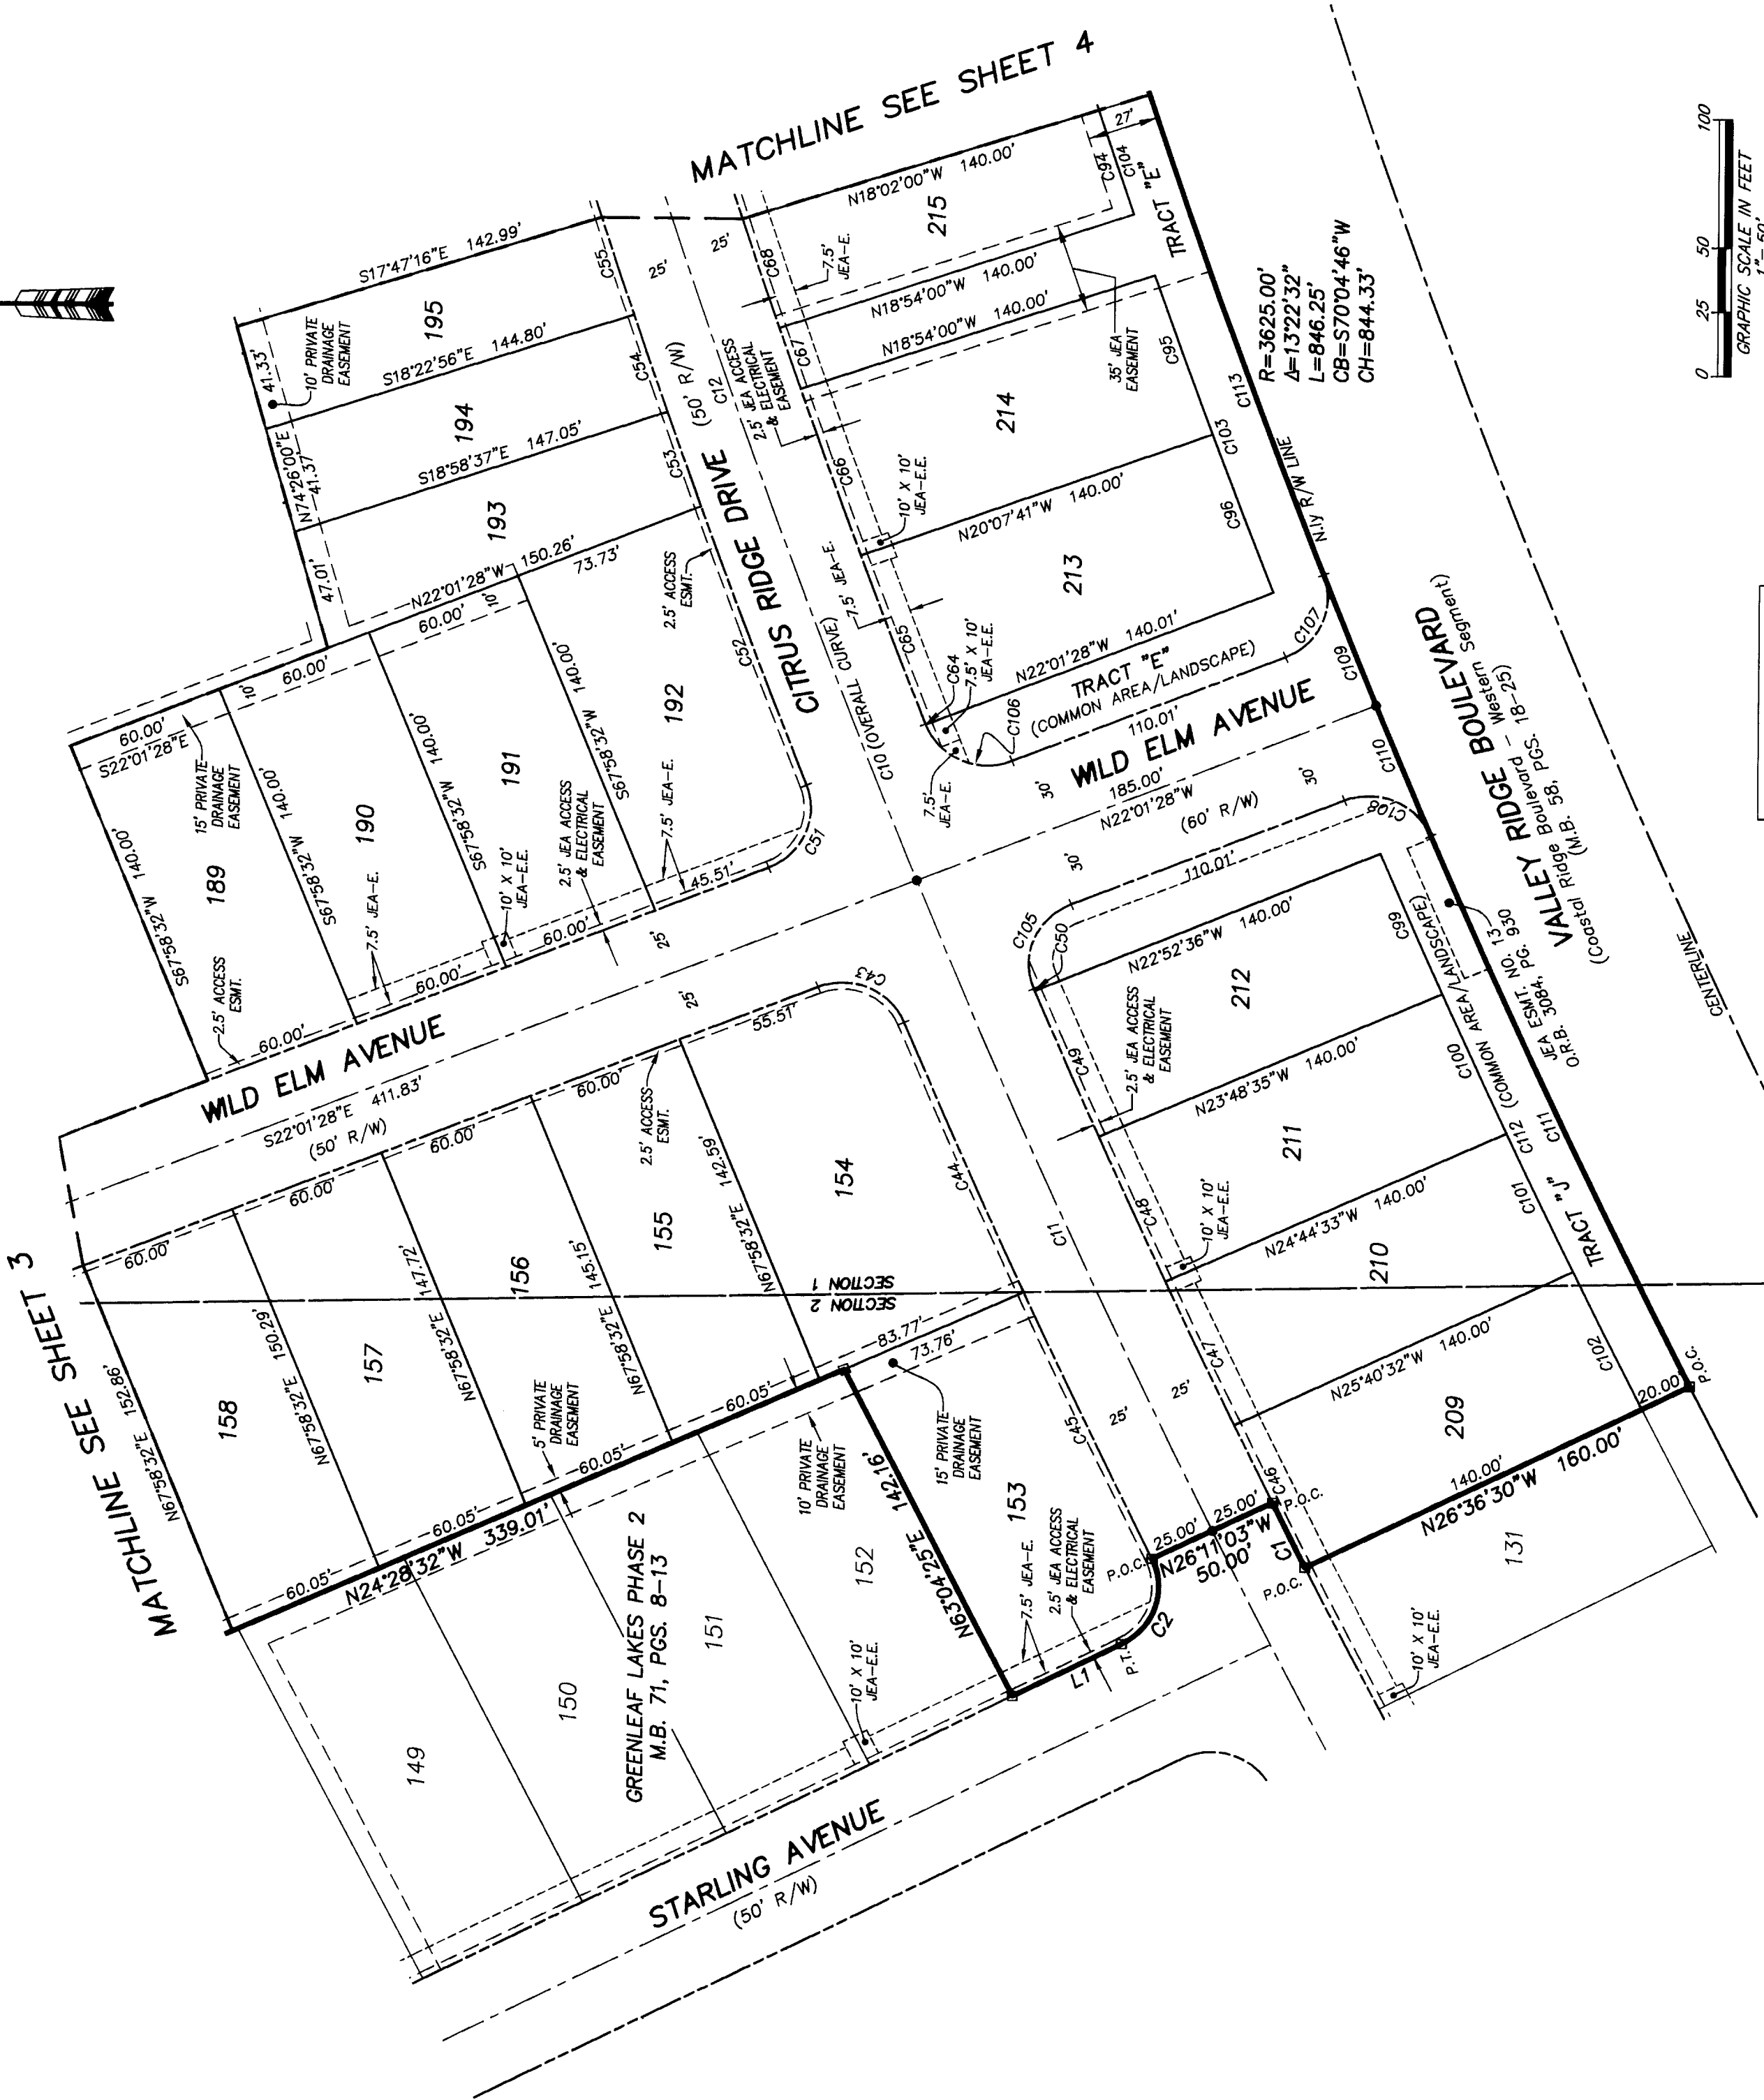 MATCHLINE SEE SHEET 3
MATCHLINE SEE SHEET 4
N67°58'32"E 152.86'
158
60.00'
N67°58'32"E 150.29'
157
60.00'
N67°58'32"E 147.72'
156
60.00'
N67°58'32"E 145.15'
155
60.00'
2.5' ACCESS
ESMT.
N67°58'32"E 142.59'
154
55.51'
C43
C44
60.05'
60.05'
60.05'
60.05'
N24°28'32"W 339.01'
5' PRIVATE
DRAINAGE
EASEMENT
83.77'
73.76'
SECTION 1
SECTION 2
WILD ELM AVENUE
S22°01'28"E 411.83'
(50' R/W)
25'
25'
S67°58'32"W 140.00'
189
60.00'
S22°01'28"E
2.5' ACCESS
ESMT.
60.00'
15' PRIVATE
DRAINAGE
EASEMENT
S67°58'32"W 140.00'
7.5' JEA-E.
190
10'
60.00'
60.00'
S67°58'32"W 140.00'
191
10' X 10'
JEA-E.E.
2.5' JEA ACCESS
& ELECTRICAL
EASEMENT
60.00'
60.00'
10'
S67°58'32"W 140.00'
192
7.5' JEA-E.
45.51'
C51
C52
2.5' ACCESS
ESMT.
73.73'
N22°01'28"W 150.26'
47.01'
193
S18°58'37"E 147.05'
C53
N74°26'00"E
41.37'
194
S18°22'56"E 144.80'
C54
41.33'
10' PRIVATE
DRAINAGE
EASEMENT
195
S17°47'16"E 142.99'
C55
CITRUS RIDGE DRIVE
(50' R/W)
C12
25'
25'
C10 (OVERALL CURVE)
2.5' JEA ACCESS
& ELECTRICAL
EASEMENT
C68
7.5'
JEA-E.
C67
C66
10' X 10'
JEA-E.E.
7.5' JEA-E.
C65
C64
7.5' X 10'
JEA-E.E.
7.5'
JEA-E.
C106
N18°02'00"W 140.00'
215
N18°54'00"W 140.00'
N18°54'00"W 140.00'
214
35' JEA
EASEMENT
N20°07'41"W 140.00'
213
N22°01'28"W 140.01'
TRACT "E"
(COMMON AREA/LANDSCAPE)
110.01'
C107
C94
C104
27'
TRACT "E"
C95
C113
C103
C96
N.ly R/W LINE
C109
R=3625.00'
Δ=13°22'32"
L=846.25'
CB=S70°04'46"W
CH=844.33'
WILD ELM AVENUE
185.00'
N22°01'28"W
(60' R/W)
30'
30'
30'
30'
C110
C108
110.01'
C105
C50
N22°52'36"W 140.00'
212
C99
C49
2.5' JEA ACCESS
& ELECTRICAL
EASEMENT
N23°48'35"W 140.00'
211
C100
C48
10' X 10'
JEA-E.E.
N24°44'33"W 140.00'
210
C101
C47
N25°40'32"W 140.00'
209
C102
C112 (COMMON AREA/LANDSCAPE)
C111
TRACT "J"
JEA ESMT. NO. 13
O.R.B. 3084, PG. 930
VALLEY RIDGE BOULEVARD
(Coastal Ridge Boulevard - Western Segment)
(M.B. 58, PGS. 18-25)
CENTERLINE
C11
25'
25'
C45
C46
P.O.C.
25.00'
25.00'
N26°11'03"W
50.00'
P.O.C.
C1
P.O.C.
140.00'
N26°36'30"W 160.00'
20.00'
P.O.C.
131
10' X 10'
JEA-E.E.
149
150
GREENLEAF LAKES PHASE 2
M.B. 71, PGS. 8-13
151
10' PRIVATE
DRAINAGE
EASEMENT
152
10' X 10'
JEA-E.E.
N63°04'25"E 142.16'
15' PRIVATE
DRAINAGE
EASEMENT
153
7.5' JEA-E.
2.5' JEA ACCESS
& ELECTRICAL
EASEMENT
L1
P.T.
C2
STARLING AVENUE
(50' R/W)
0 25 50 100
GRAPHIC SCALE IN FEET
1"= 50'